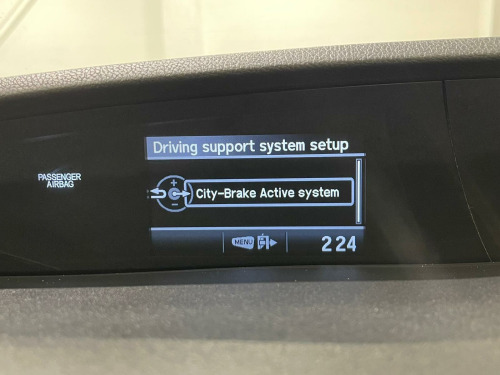 Driving support system setup
PASSENGER
AIRBAG
City-Brake Active system
MENU
224